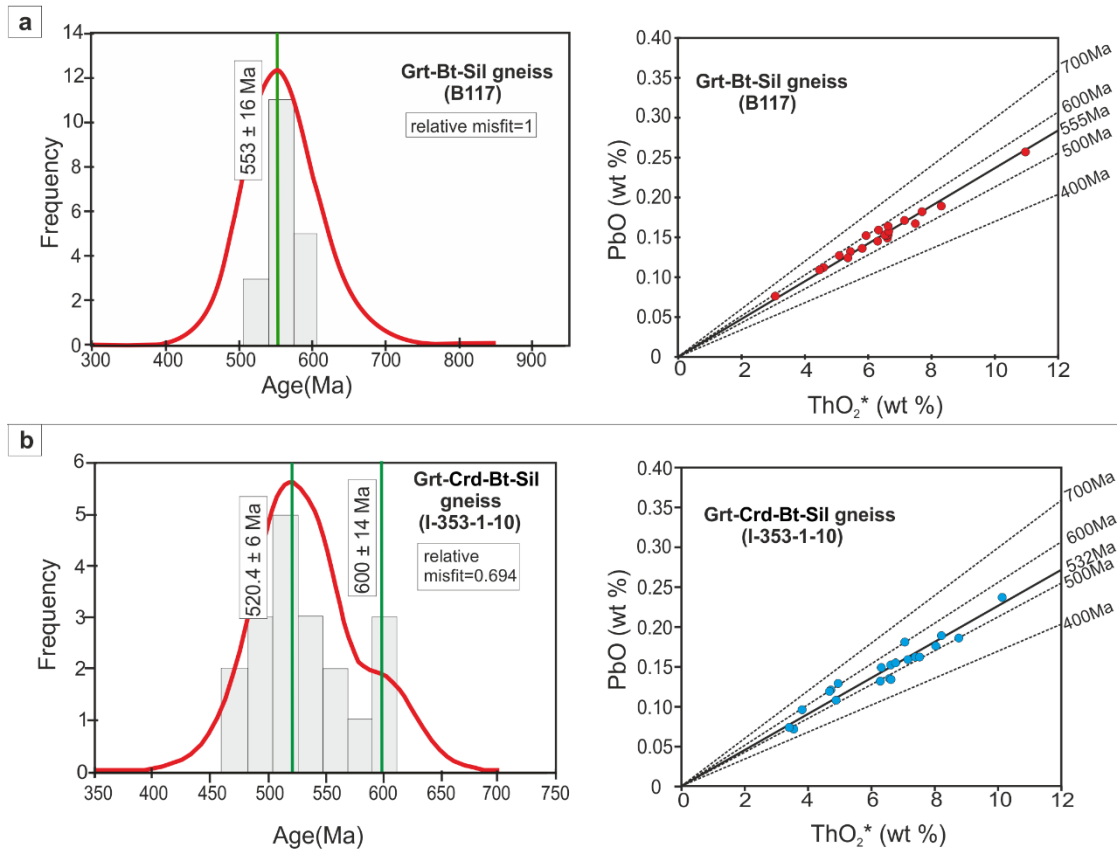 a
14
12
10
8
6
4
2
0
Frequency
553 ± 16 Ma
Grt-Bt-Sil gneiss
(B117)
relative misfit=1
300
400
500
600
700
800
900
Age(Ma)
0.40
0.35
0.30
0.25
0.20
0.15
0.10
0.05
0
PbO (wt %)
Grt-Bt-Sil gneiss
(B117)
700Ma
600Ma
555Ma
500Ma
400Ma
0
2
4
6
8
10
12
ThO₂* (wt %)
b
6
5
4
3
2
1
0
Frequency
520.4 ± 6 Ma
600 ± 14 Ma
Grt-Crd-Bt-Sil
gneiss
(I-353-1-10)
relative
misfit=0.694
350
400
450
500
550
600
650
700
750
Age(Ma)
0.40
0.35
0.30
0.25
0.20
0.15
0.10
0.05
0
PbO (wt %)
Grt-Crd-Bt-Sil gneiss
(I-353-1-10)
700Ma
600Ma
532Ma
500Ma
400Ma
0
2
4
6
8
10
12
ThO₂* (wt %)